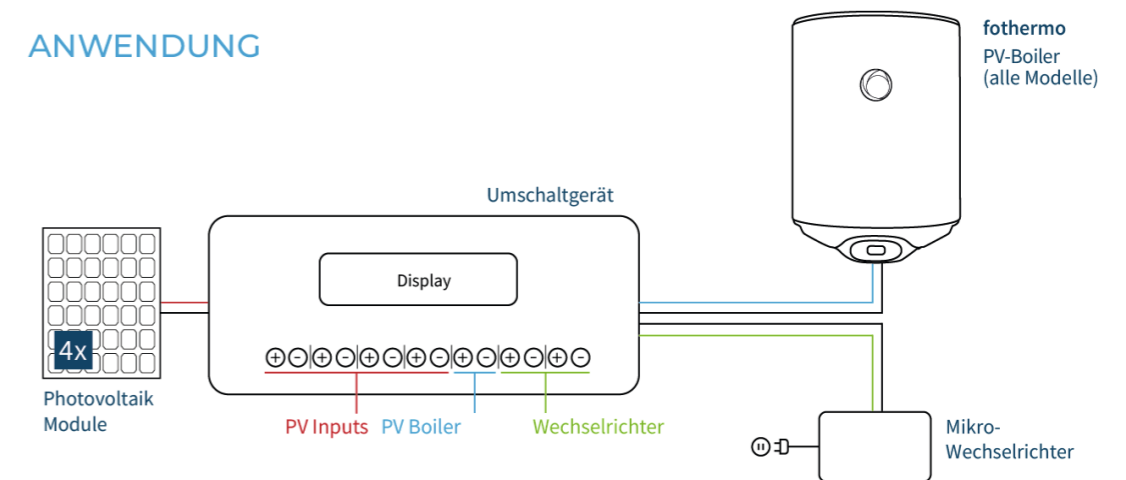 ANWENDUNG
fothermo
PV-Boiler
(alle Modelle)
Umschaltgerät
Display
4x
+ - + - + - + - + - + - + -
Photovoltaik
Module
PV Inputs PV Boiler Wechselrichter
Mikro-
Wechselrichter